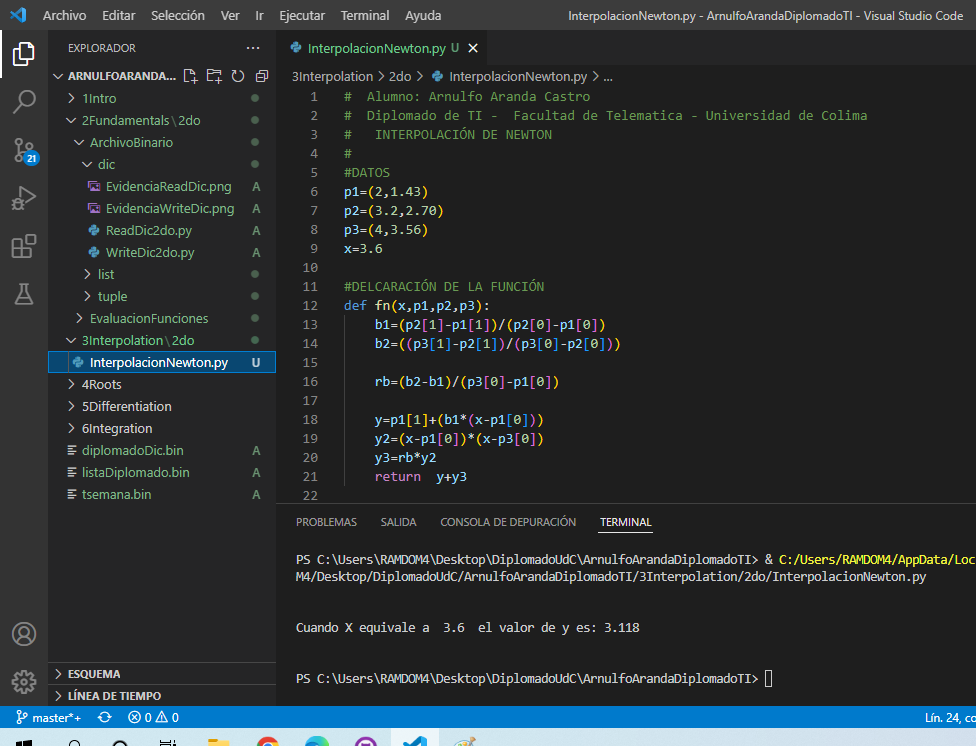 Archivo Editar Selección Ver Ir Ejecutar Terminal Ayuda InterpolacionNewton.py - ArnulfoArandaDiplomadoTI - Visual Studio Code
EXPLORADOR ...
ARNULFOARANDA...
1Intro
2Fundamentals\2do
ArchivoBinario
dic
EvidenciaReadDic.png A
EvidenciaWriteDic.png A
ReadDic2do.py A
WriteDic2do.py A
list
tuple
EvaluacionFunciones
3Interpolation\2do
InterpolacionNewton.py U
4Roots
5Differentiation
6Integration
diplomadoDic.bin A
listaDiplomado.bin A
tsemana.bin A
ESQUEMA
LÍNEA DE TIEMPO
21
InterpolacionNewton.py U
3Interpolation > 2do > InterpolacionNewton.py > ...
1 # Alumno: Arnulfo Aranda Castro
2 # Diplomado de TI - Facultad de Telematica - Universidad de Colima
3 # INTERPOLACIÓN DE NEWTON
4 #
5 #DATOS
6 p1=(2,1.43)
7 p2=(3.2,2.70)
8 p3=(4,3.56)
9 x=3.6
10
11 #DELCARACIÓN DE LA FUNCIÓN
12 def fn(x,p1,p2,p3):
13 b1=(p2[1]-p1[1])/(p2[0]-p1[0])
14 b2=((p3[1]-p2[1])/(p3[0]-p2[0]))
15
16 rb=(b2-b1)/(p3[0]-p1[0])
17
18 y=p1[1]+(b1*(x-p1[0]))
19 y2=(x-p1[0])*(x-p3[0])
20 y3=rb*y2
21 return y+y3
22
PROBLEMAS SALIDA CONSOLA DE DEPURACIÓN TERMINAL
PS C:\Users\RAMDOM4\Desktop\DiplomadoUdC\ArnulfoArandaDiplomadoTI> & C:/Users/RAMDOM4/AppData/Loc
M4/Desktop/DiplomadoUdC/ArnulfoArandaDiplomadoTI/3Interpolation/2do/InterpolacionNewton.py
Cuando X equivale a 3.6 el valor de y es: 3.118
PS C:\Users\RAMDOM4\Desktop\DiplomadoUdC\ArnulfoArandaDiplomadoTI>
master*+ 0 0 Lín. 24, co